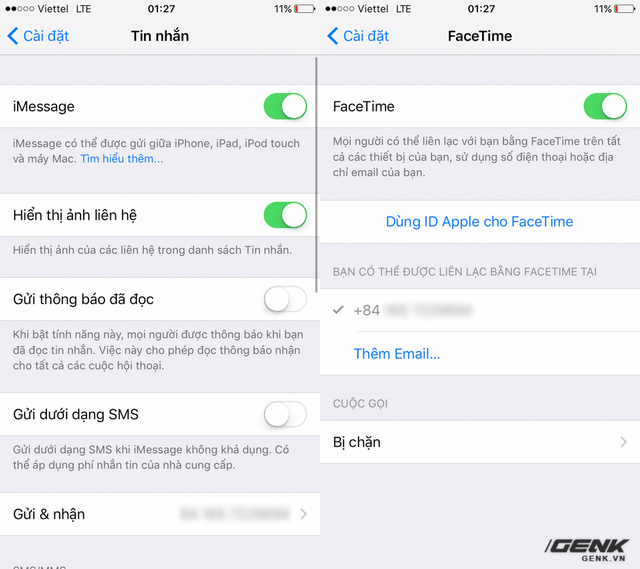 Viettel LTE 01:27 11%
Cài đặt Tin nhắn
iMessage
iMessage có thể được gửi giữa iPhone, iPad, iPod touch
và máy Mac. Tìm hiểu thêm...
Hiển thị ảnh liên hệ
Hiển thị ảnh của các liên hệ trong danh sách Tin nhắn.
Gửi thông báo đã đọc
Khi bật tính năng này, mọi người được thông báo khi bạn
đã đọc tin nhắn. Việc này cho phép đọc thông báo nhận
cho tất cả các cuộc hội thoại.
Gửi dưới dạng SMS
Gửi dưới dạng SMS khi iMessage không khả dụng. Có
thể áp dụng phí nhắn tin của nhà cung cấp.
Gửi & nhận
SMS/MMS
Viettel LTE 01:27 11%
Cài đặt FaceTime
FaceTime
Mọi người có thể liên lạc với bạn bằng FaceTime trên tất
cả các thiết bị của bạn, sử dụng số điện thoại hoặc địa
chỉ email của bạn.
Dùng ID Apple cho FaceTime
BẠN CÓ THỂ ĐƯỢC LIÊN LẠC BẰNG FACETIME TẠI
+84
Thêm Email...
CUỘC GỌI
Bị chặn
GENK
GENK.VN